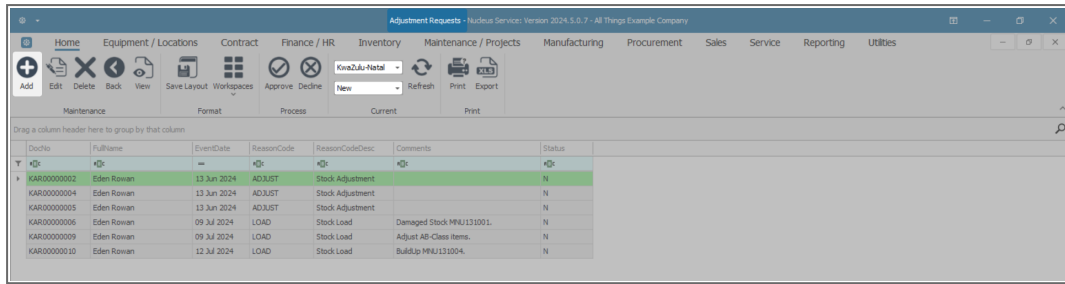 Adjustment Requests - Nucleus Service: Version 2024.5.0.7 - All Things Example Company
Home Equipment / Locations Contract Finance / HR Inventory Maintenance / Projects Manufacturing Procurement Sales Service Reporting Utilities
KwaZulu-Natal
New
Add Edit Delete Back View Save Layout Workspaces Approve Decline Refresh Print Export
XLS
Maintenance Format Process Current Print
Drag a column header here to group by that column
DocNo FullName EventDate ReasonCode ReasonCodeDesc Comments Status
KAR00000002 Eden Rowan 13 Jun 2024 ADJUST Stock Adjustment N
KAR00000004 Eden Rowan 13 Jun 2024 ADJUST Stock Adjustment N
KAR00000005 Eden Rowan 13 Jun 2024 ADJUST Stock Adjustment N
KAR00000006 Eden Rowan 09 Jul 2024 LOAD Stock Load Damaged Stock MNU131001. N
KAR00000009 Eden Rowan 09 Jul 2024 LOAD Stock Load Adjust AB-Class items. N
KAR00000010 Eden Rowan 12 Jul 2024 LOAD Stock Load BuildUp MNU131004. N